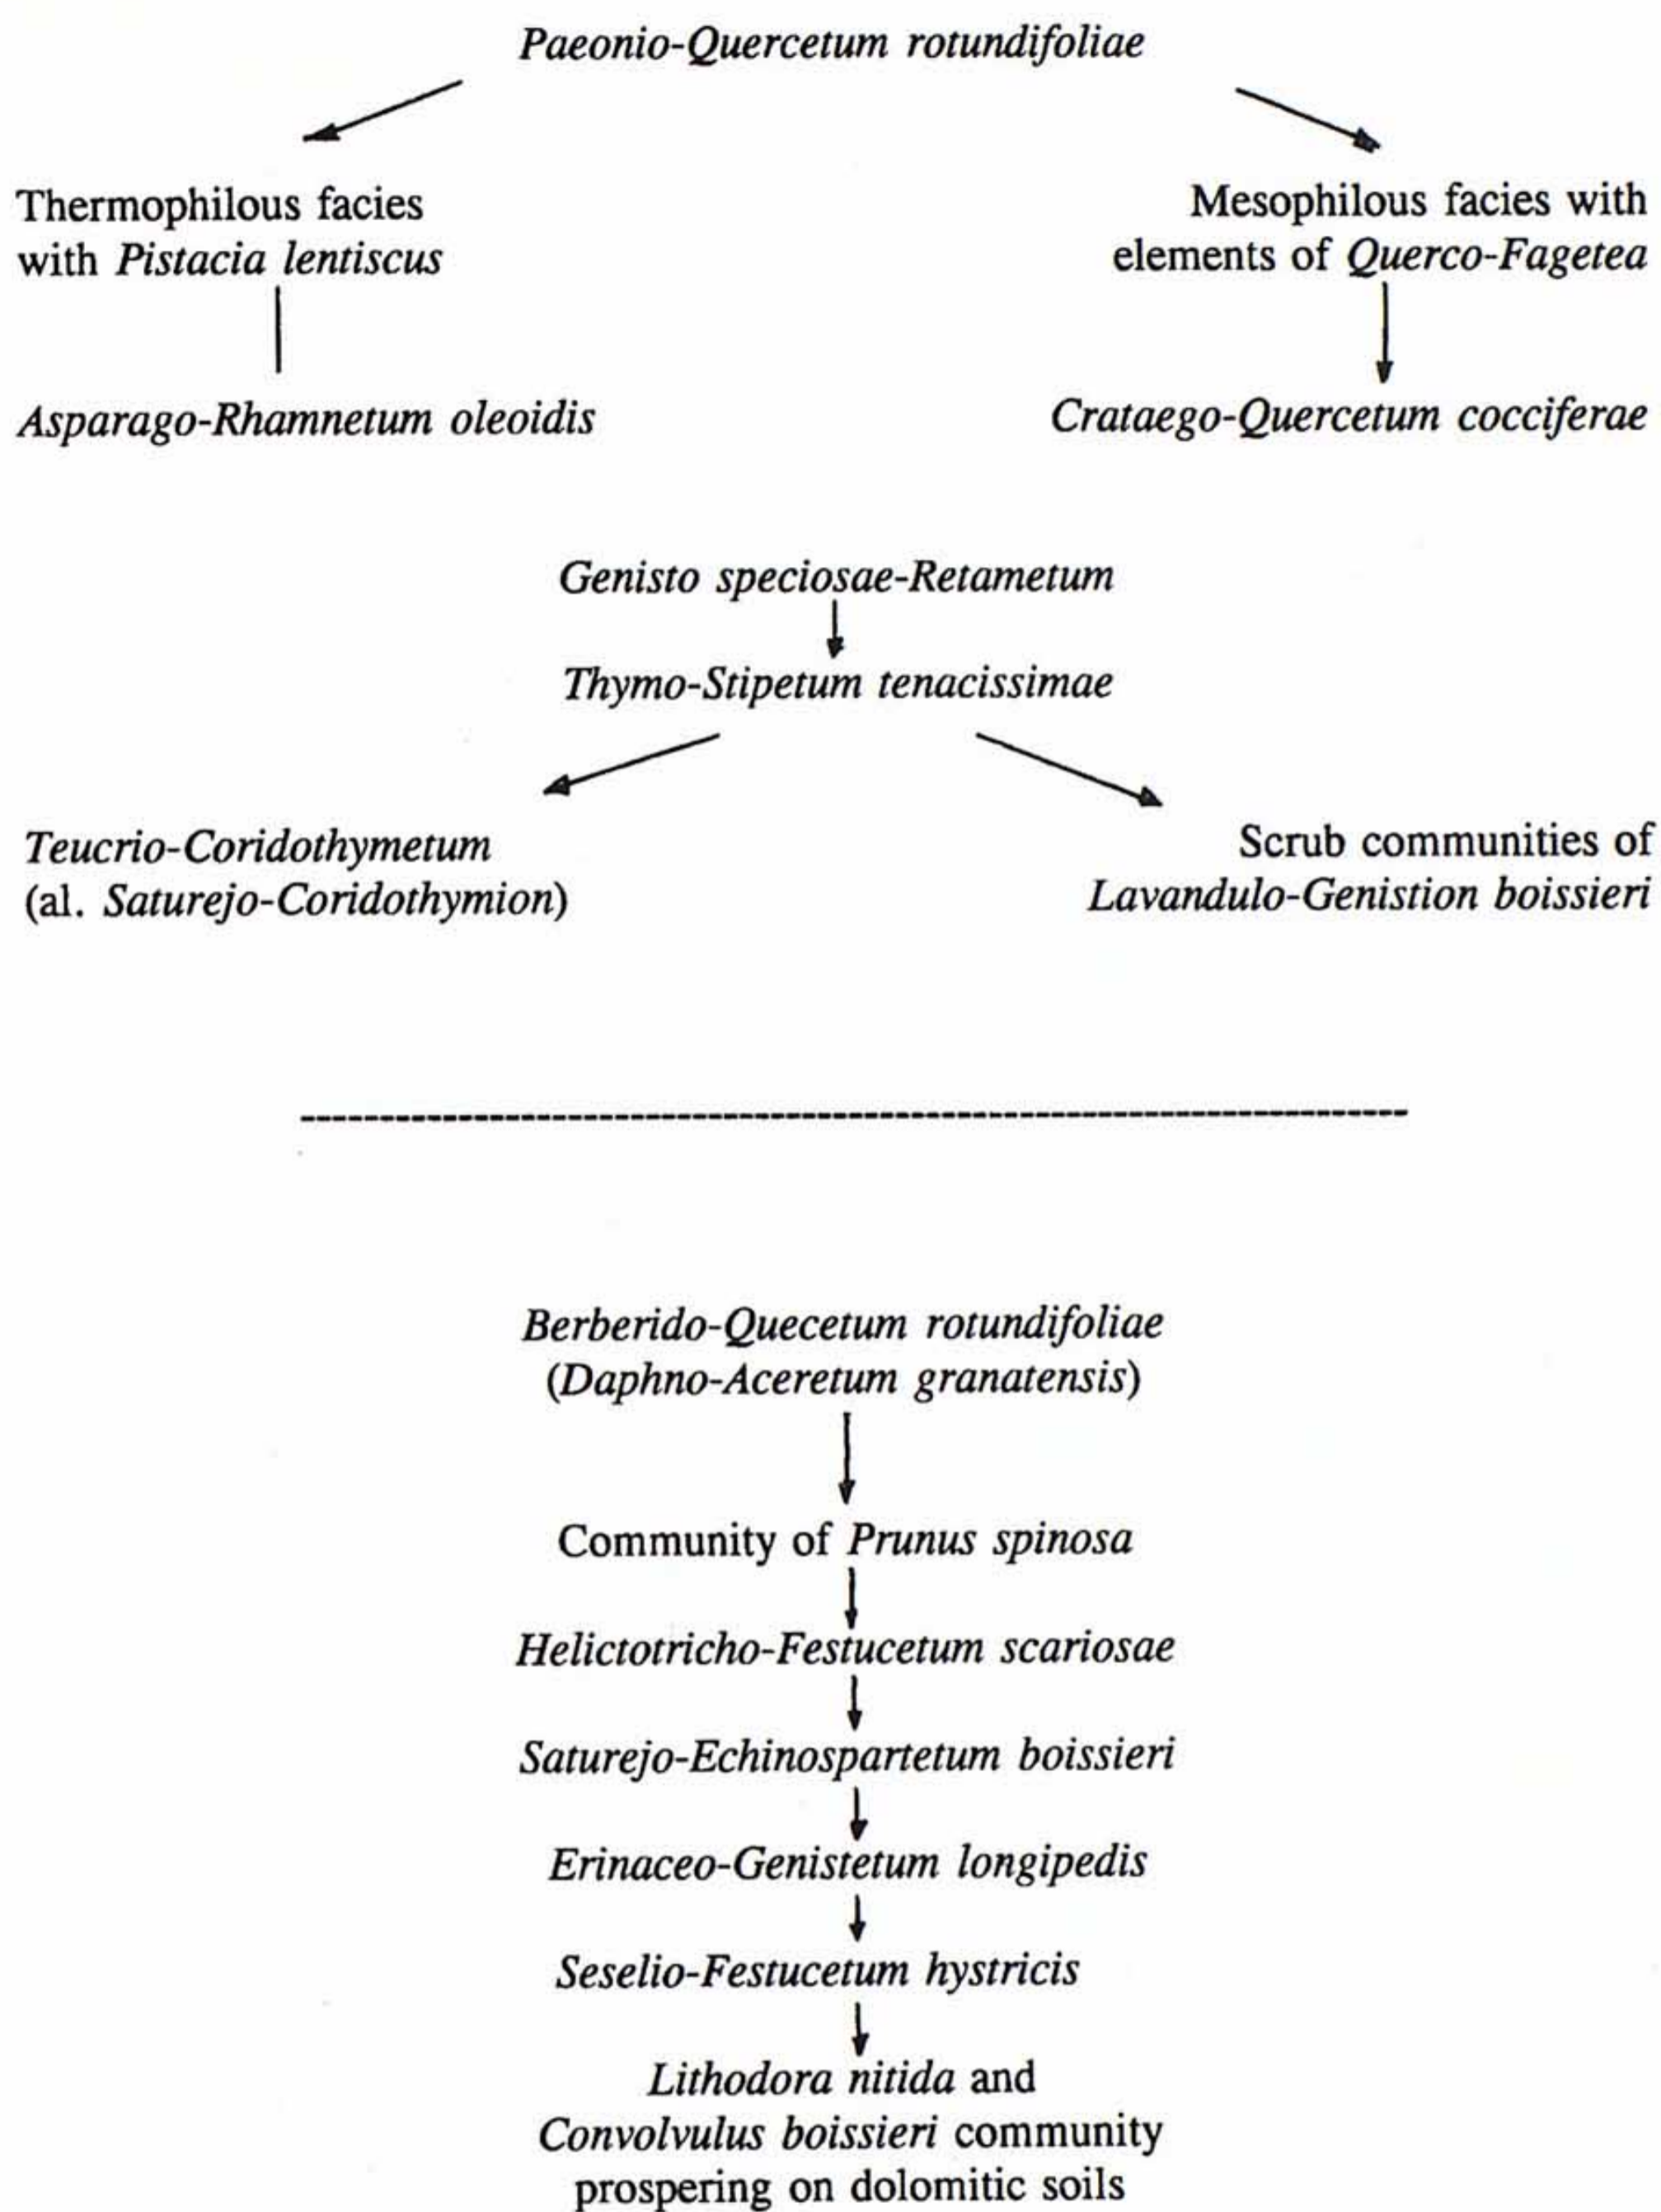 Paeonio-Quercetum rotundifoliae
Thermophilous facies
with Pistacia lentiscus
Mesophilous facies with
elements of Querco-Fagetea
Asparago-Rhamnetum oleoidis
Crataego-Quercetum cocciferae
Genisto speciosae-Retametum
Thymo-Stipetum tenacissimae
Teucrio-Coridothymetum
(al. Saturejo-Coridothymion)
Scrub communities of
Lavandulo-Genistion boissieri
Berberido-Quecetum rotundifoliae
(Daphno-Aceretum granatensis)
Community of Prunus spinosa
Helictotricho-Festucetum scariosae
Saturejo-Echinospartetum boissieri
Erinaceo-Genistetum longipedis
Seselio-Festucetum hystricis
Lithodora nitida and
Convolvulus boissieri community
prospering on dolomitic soils